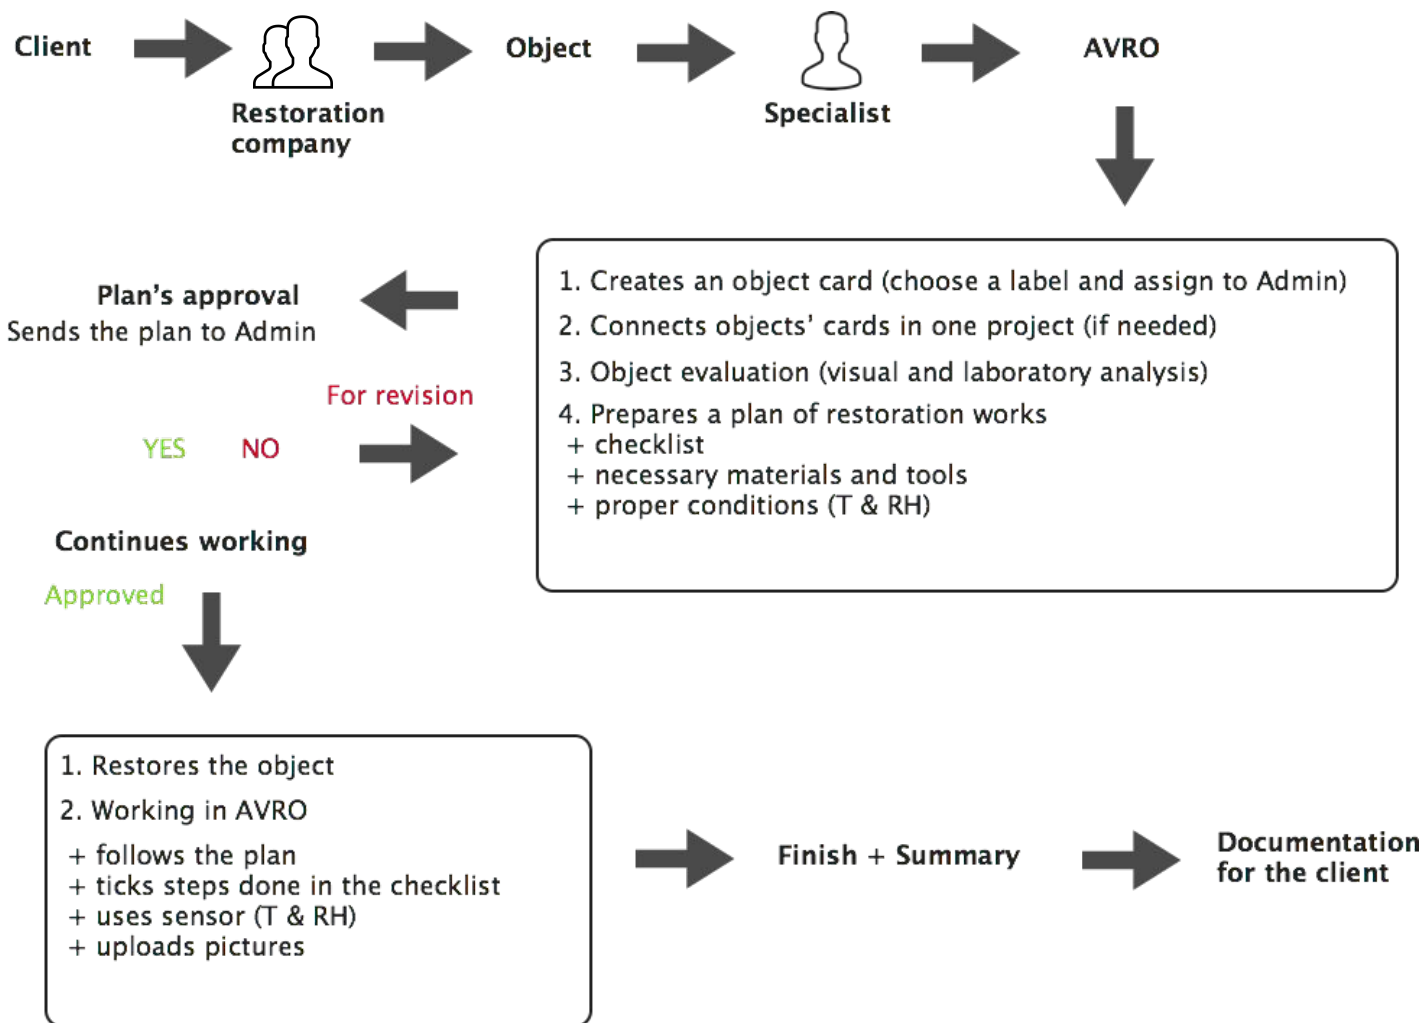 Client
Restoration
company
Object
Specialist
AVRO
Plan's approval
Sends the plan to Admin
For revision
YES NO
Continues working
Approved
1. Creates an object card (choose a label and assign to Admin)
2. Connects objects' cards in one project (if needed)
3. Object evaluation (visual and laboratory analysis)
4. Prepares a plan of restoration works
+ checklist
+ necessary materials and tools
+ proper conditions (T & RH)
1. Restores the object
2. Working in AVRO
+ follows the plan
+ ticks steps done in the checklist
+ uses sensor (T & RH)
+ uploads pictures
Finish + Summary
Documentation
for the client